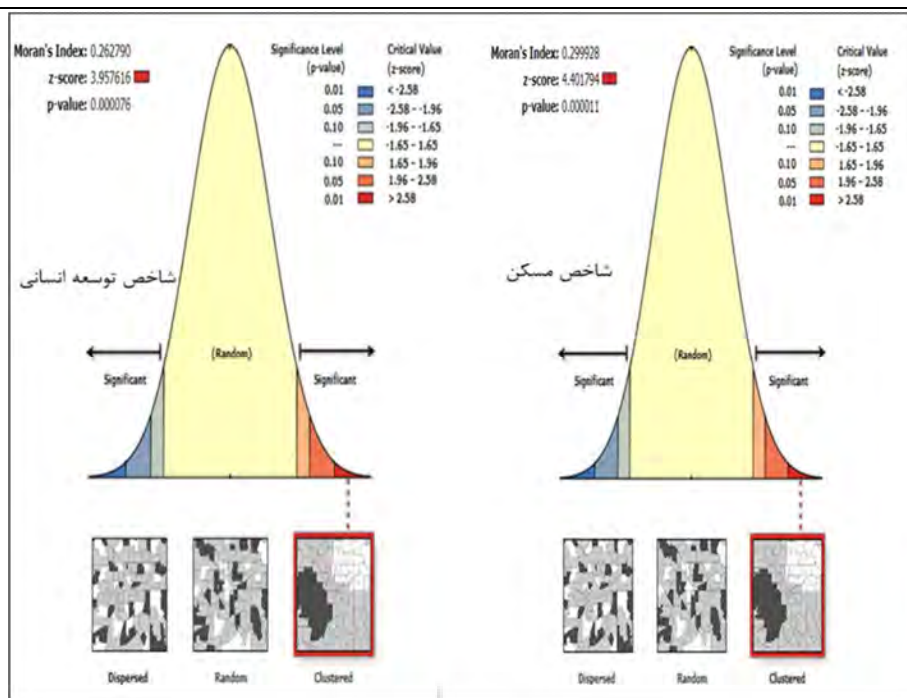 Moran's Index: 0.262790
z-score: 3.957616
p-value: 0.000076
Significance Level (p-value) Critical Value (z-score)
0.01 < -2.58
0.05 -2.58 - -1.96
0.10 -1.96 - -1.65
--- -1.65 - 1.65
0.10 1.65 - 1.96
0.05 1.96 - 2.58
0.01 > 2.58
شاخص توسعه انسانی
Significant
(Random)
Significant
Dispersed
Random
Clustered
Moran's Index: 0.299928
z-score: 4.401794
p-value: 0.000011
Significance Level (p-value) Critical Value (z-score)
0.01 < -2.58
0.05 -2.58 - -1.96
0.10 -1.96 - -1.65
--- -1.65 - 1.65
0.10 1.65 - 1.96
0.05 1.96 - 2.58
0.01 > 2.58
شاخص مسکن
Significant
(Random)
Significant
Dispersed
Random
Clustered